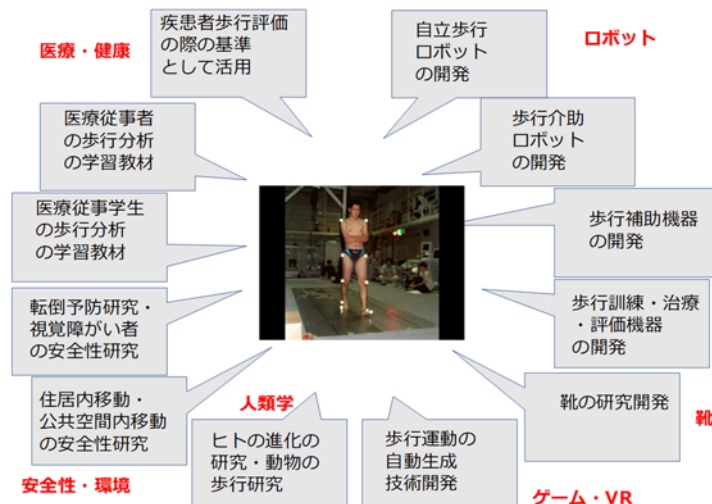 医療・健康
疾患者歩行評価
の際の基準
として活用
自立歩行
ロボット
の開発
ロボット
医療従事者
の歩行分析
の学習教材
歩行介助
ロボット
の開発
医療従事学生
の歩行分析
の学習教材
歩行補助機器
の開発
転倒予防研究・
視覚障がい者
の安全性研究
歩行訓練・治療
・評価機器
の開発
住居内移動・
公共空間内移動
の安全性研究
人類学
ヒトの進化の
研究・動物の
歩行研究
歩行運動の
自動生成
技術開発
靴の研究開発
靴
安全性・環境
ゲーム・VR